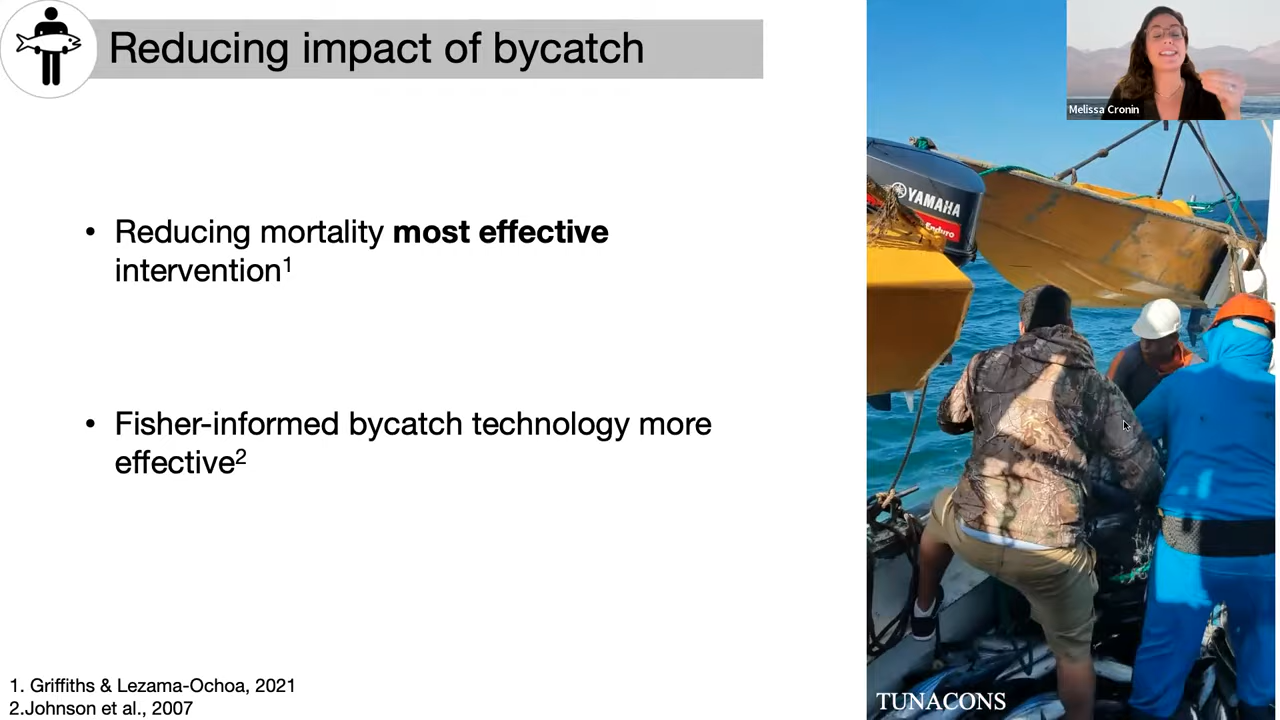 Reducing impact of bycatch
Melissa Cronin
YAMAHA
Enduro
• Reducing mortality most effective
intervention¹
• Fisher-informed bycatch technology more
effective²
1. Griffiths & Lezama-Ochoa, 2021
2.Johnson et al., 2007
TUNACONS